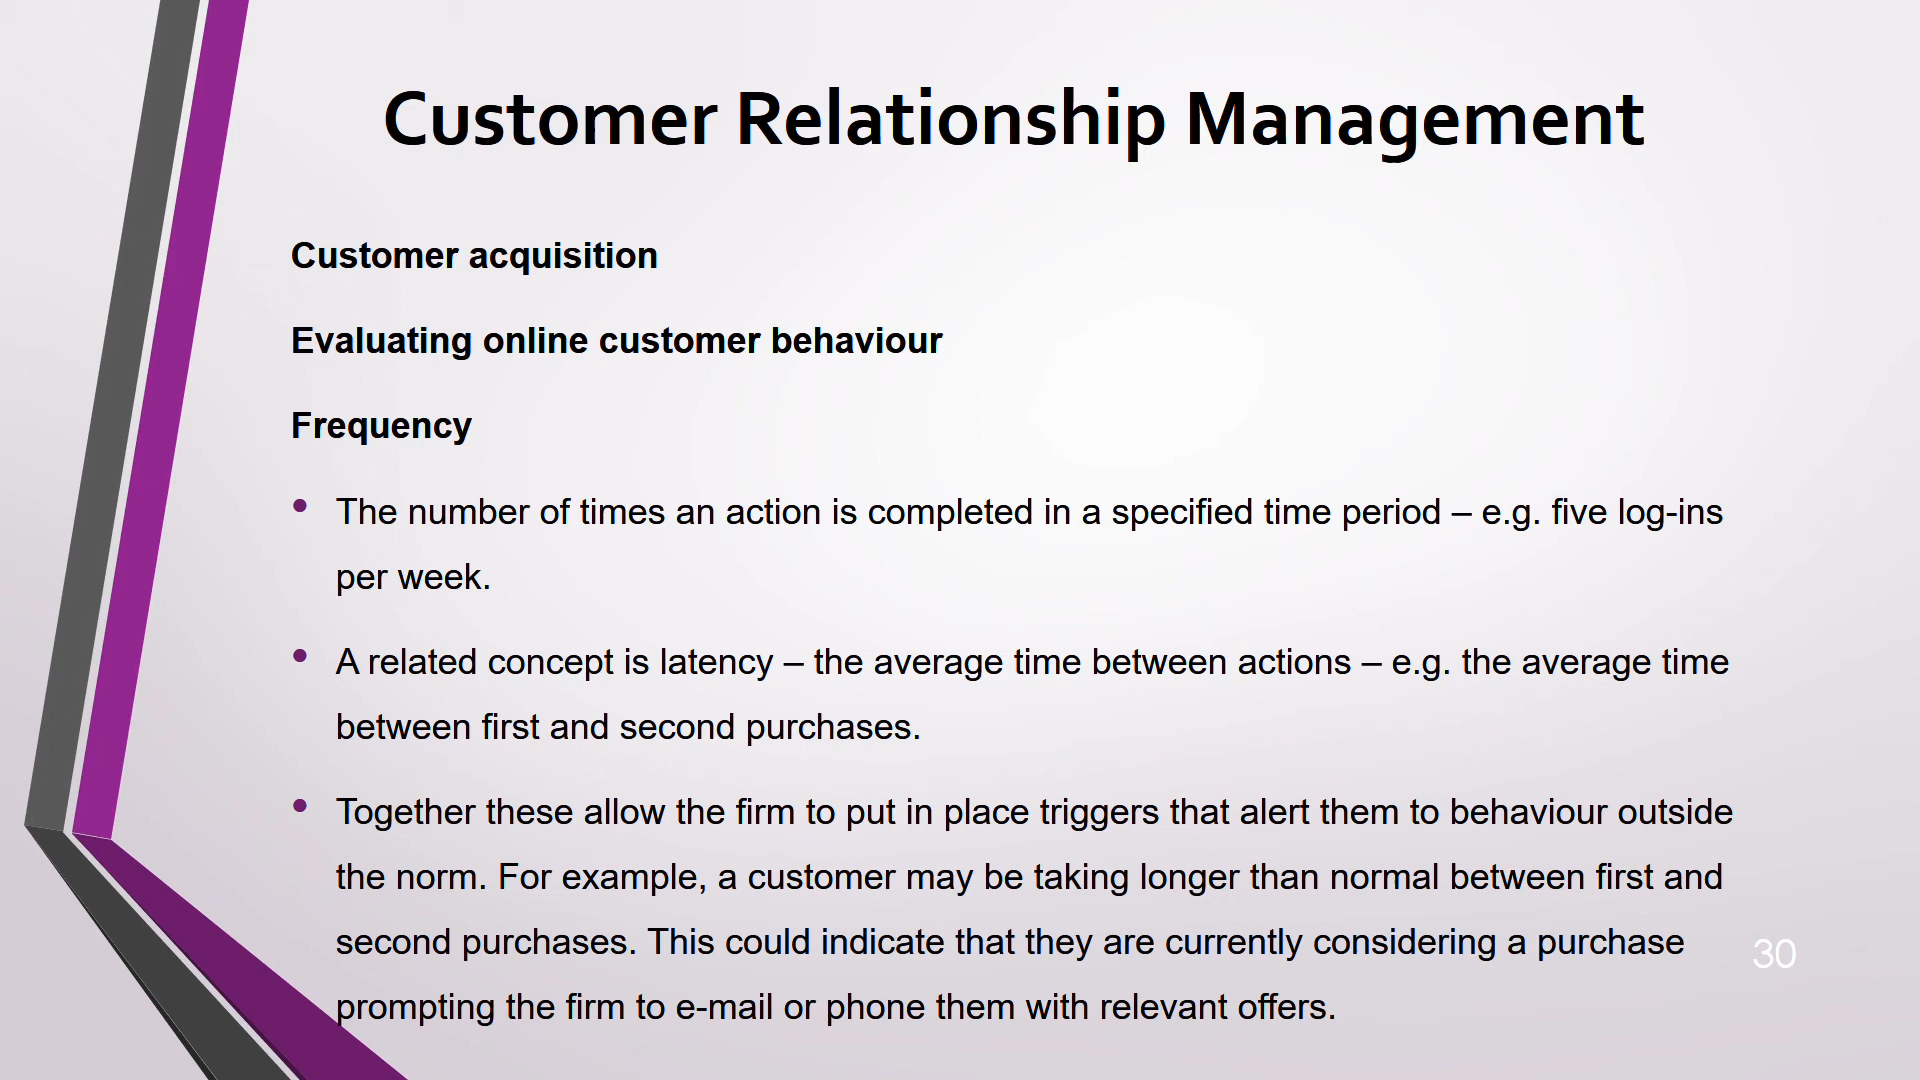 Customer Relationship Management
Customer acquisition
Evaluating online customer behaviour
Frequency
• The number of times an action is completed in a specified time period – e.g. five log-ins
per week.
• A related concept is latency – the average time between actions – e.g. the average time
between first and second purchases.
• Together these allow the firm to put in place triggers that alert them to behaviour outside
the norm. For example, a customer may be taking longer than normal between first and
second purchases. This could indicate that they are currently considering a purchase
prompting the firm to e-mail or phone them with relevant offers.
30